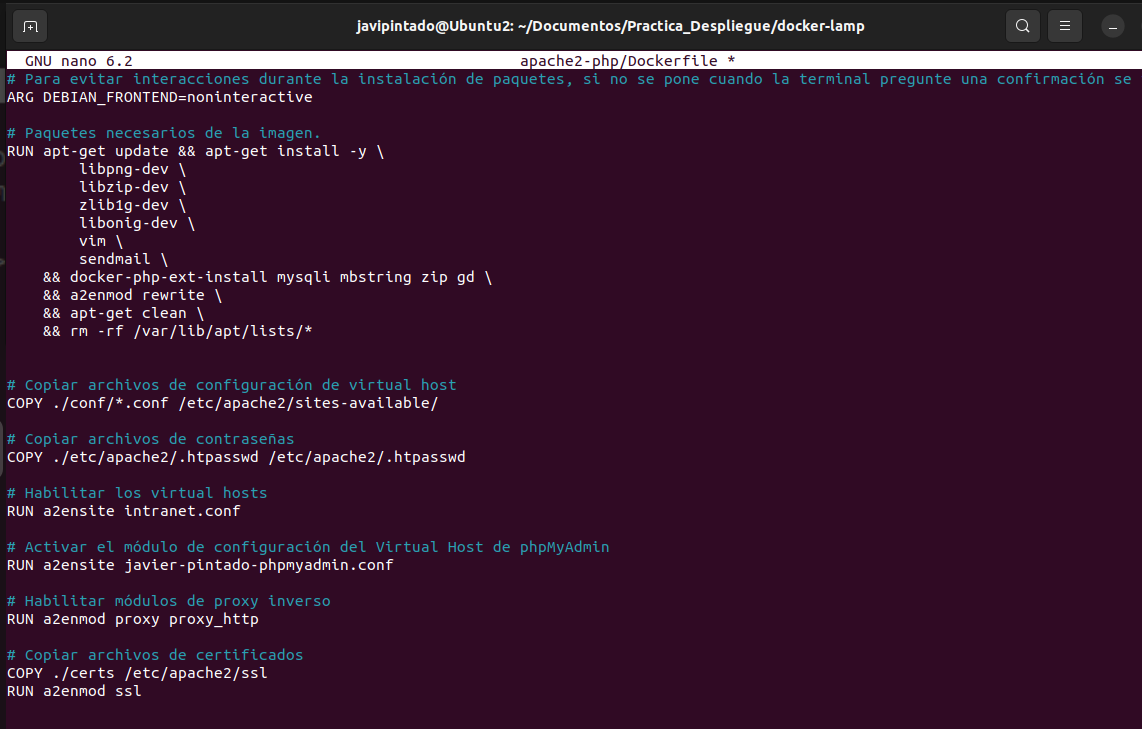 javipintado@Ubuntu2: ~/Documentos/Practica_Despliegue/docker-lamp
GNU nano 6.2 apache2-php/Dockerfile *
# Para evitar interacciones durante la instalación de paquetes, si no se pone cuando la terminal pregunte una confirmación se
ARG DEBIAN_FRONTEND=noninteractive
# Paquetes necesarios de la imagen.
RUN apt-get update && apt-get install -y \
libpng-dev \
libzip-dev \
zlib1g-dev \
libonig-dev \
vim \
sendmail \
&& docker-php-ext-install mysqli mbstring zip gd \
&& a2enmod rewrite \
&& apt-get clean \
&& rm -rf /var/lib/apt/lists/*
# Copiar archivos de configuración de virtual host
COPY ./conf/*.conf /etc/apache2/sites-available/
# Copiar archivos de contraseñas
COPY ./etc/apache2/.htpasswd /etc/apache2/.htpasswd
# Habilitar los virtual hosts
RUN a2ensite intranet.conf
# Activar el módulo de configuración del Virtual Host de phpMyAdmin
RUN a2ensite javier-pintado-phpmyadmin.conf
# Habilitar módulos de proxy inverso
RUN a2enmod proxy proxy_http
# Copiar archivos de certificados
COPY ./certs /etc/apache2/ssl
RUN a2enmod ssl